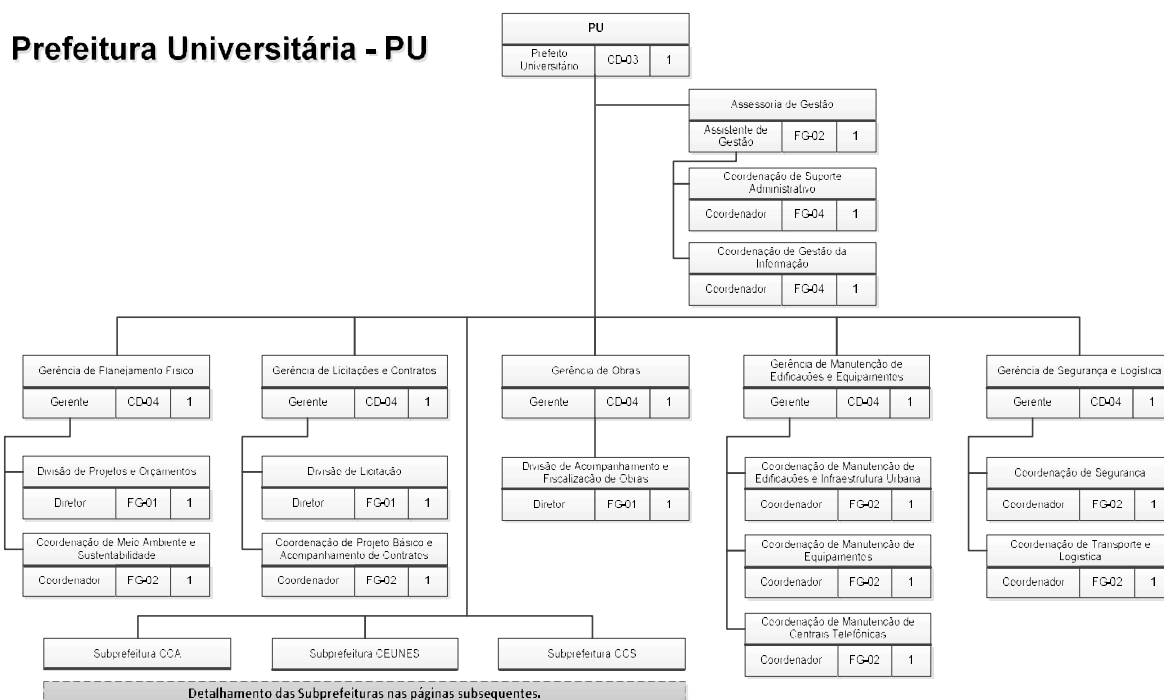 Prefeitura Universitária - PU
PU
Prefeito
Universitário
CD-03
1
Assessoria de Gestão
Assistente de
Gestão
FG-02
1
Coordenação de Suporte
Administrativo
Coordenador
FG-04
1
Coordenação de Gestão da
Informação
Coordenador
FG-04
1
Gerência de Planejamento Físico
Gerente
CD-04
1
Divisão de Projetos e Orçamentos
Diretor
FG-01
1
Coordenação de Meio Ambiente e
Sustentabilidade
Coordenador
FG-02
1
Gerência de Licitações e Contratos
Gerente
CD-04
1
Divisão de Licitação
Diretor
FG-01
1
Coordenação de Projeto Básico e
Acompanhamento de Contratos
Coordenador
FG-02
1
Gerência de Obras
Gerente
CD-04
1
Divisão de Acompanhamento e
Fiscalização de Obras
Diretor
FG-01
1
Gerência de Manutenção de
Edificações e Equipamentos
Gerente
CD-04
1
Coordenação de Manutenção de
Edificações e Infraestrutura Urbana
Coordenador
FG-02
1
Coordenação de Manutenção de
Equipamentos
Coordenador
FG-02
1
Coordenação de Manutenção de
Centrais Telefônicas
Coordenador
FG-02
1
Gerência de Segurança e Logística
Gerente
CD-04
1
Coordenação de Segurança
Coordenador
FG-02
1
Coordenação de Transporte e
Logística
Coordenador
FG-02
1
Subprefeitura CCA
Subprefeitura CEUNES
Subprefeitura CCS
Detalhamento das Subprefeituras nas páginas subsequentes.